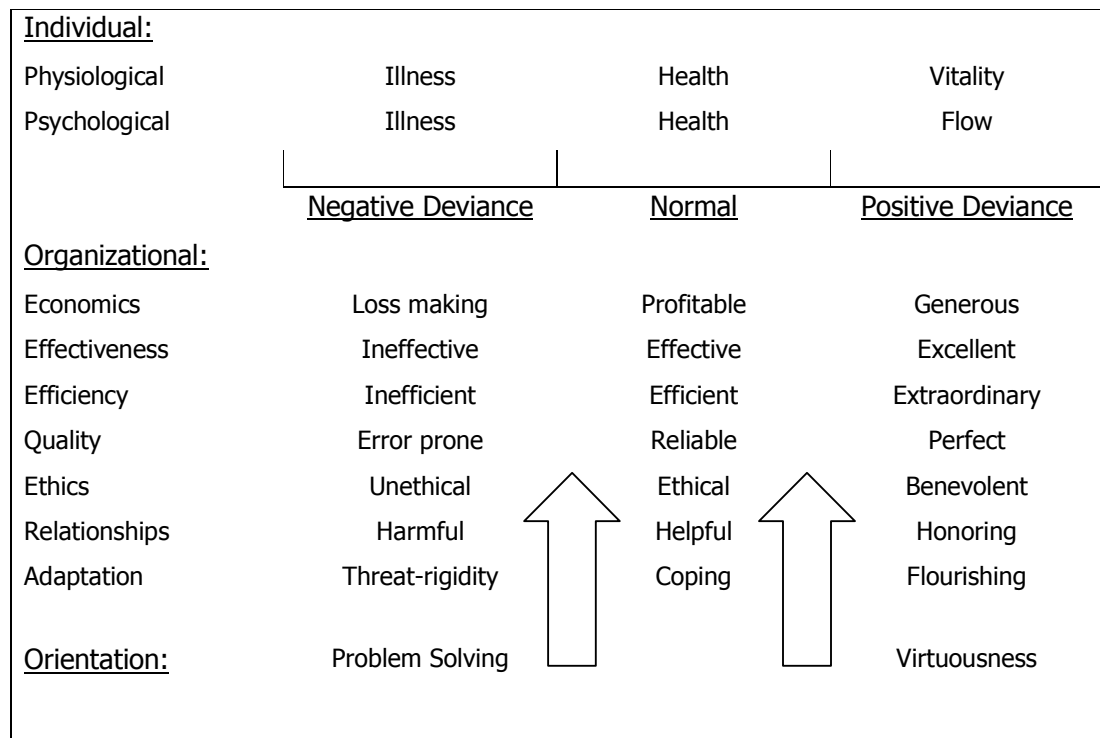 Individual:
Physiological Illness Health Vitality
Psychological Illness Health Flow
Negative Deviance Normal Positive Deviance
Organizational:
Economics Loss making Profitable Generous
Effectiveness Ineffective Effective Excellent
Efficiency Inefficient Efficient Extraordinary
Quality Error prone Reliable Perfect
Ethics Unethical Ethical Benevolent
Relationships Harmful Helpful Honoring
Adaptation Threat-rigidity Coping Flourishing
Orientation: Problem Solving Virtuousness